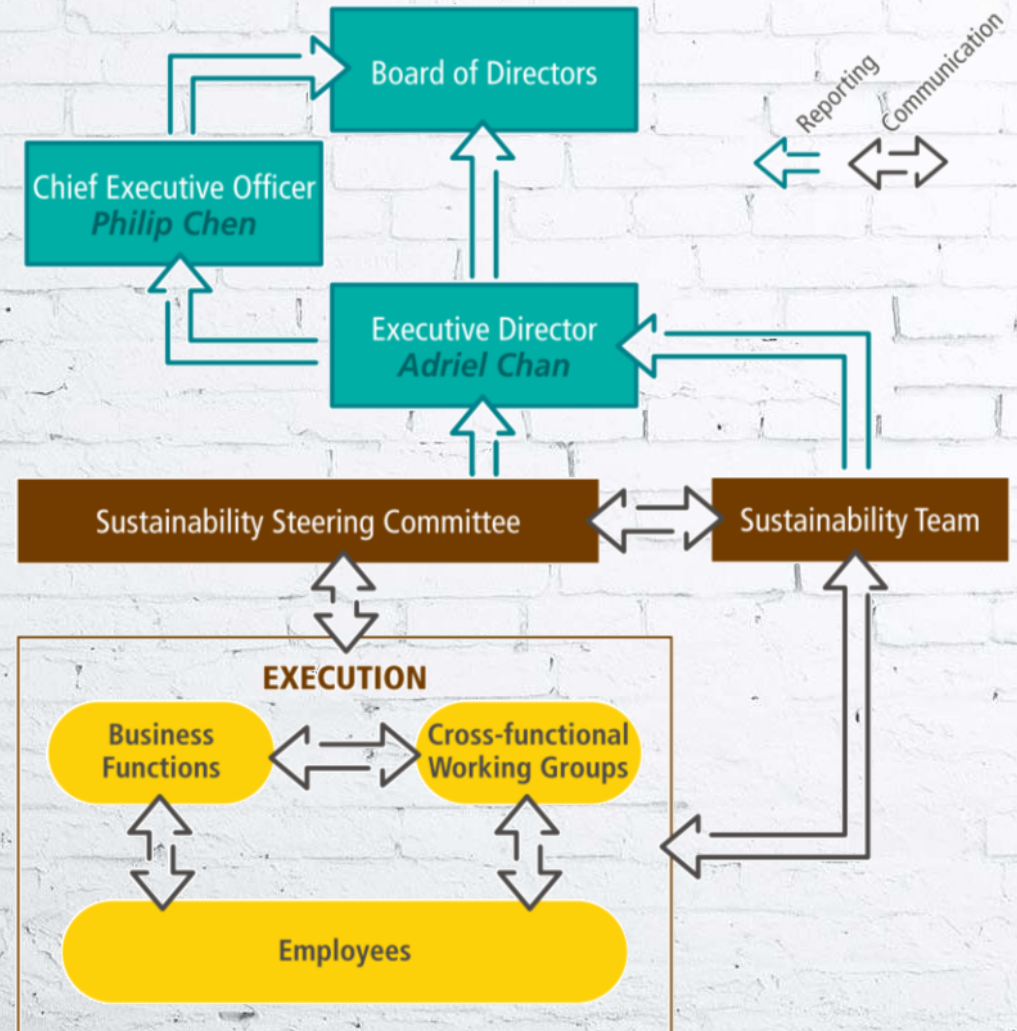 Board of Directors
Reporting
Communication
Chief Executive Officer
Philip Chen
Executive Director
Adriel Chan
Sustainability Steering Committee
Sustainability Team
EXECUTION
Business
Functions
Cross-functional
Working Groups
Employees